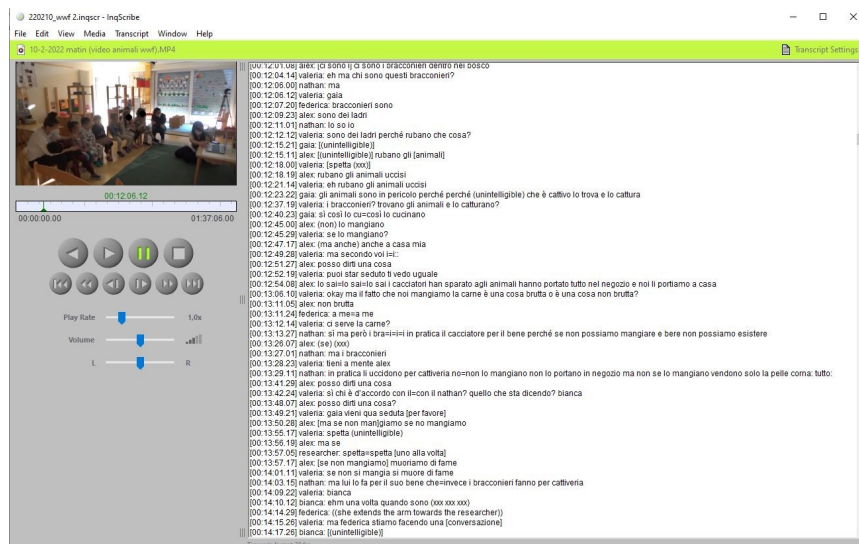 220210_wwf 2.inqscr - InqScribe
File Edit View Media Transcript Window Help
10-2-2022 matin (video animali wwf).MP4
Transcript Settings
00:12:06.12
00:00:00.00 01:37:06.00
Play Rate 1,0x
Volume
L R
[00:12:01.08] alex: [ci sono i] ci sono i bracconieri dentro nel bosco
[00:12:04.14] valeria: eh ma chi sono questi bracconieri?
[00:12:06.00] nathan: ma
[00:12:06.12] valeria: gaia
[00:12:07.20] federica: bracconieri sono
[00:12:09.23] alex: sono dei ladri
[00:12:11.01] nathan: lo so io
[00:12:12.12] valeria: sono dei ladri perché rubano che cosa?
[00:12:15.21] gaia: [(unintelligible)]
[00:12:15.11] alex: [(unintelligible)] rubano gli [animali]
[00:12:18.00] valeria: [spetta (xxx)]
[00:12:18.19] alex: rubano gli animali uccisi
[00:12:21.14] valeria: eh rubano gli animali uccisi
[00:12:23.22] gaia: gli animali sono in pericolo perché perché (unintelligible) che è cattivo lo trova e lo cattura
[00:12:37.19] valeria: i bracconieri? trovano gli animali e lo catturano?
[00:12:40.23] gaia: sì così lo cu=così lo cucinano
[00:12:45.00] alex: (non) lo mangiano
[00:12:45.29] valeria: se lo mangiano?
[00:12:47.17] alex: (ma anche) anche a casa mia
[00:12:49.28] valeria: ma secondo voi i=i::
[00:12:51.27] alex: posso dirti una cosa
[00:12:52.19] valeria: puoi star seduto ti vedo uguale
[00:12:54.08] alex: lo sai=lo sai=lo sai i cacciatori han sparato agli animali hanno portato tutto nel negozio e noi li portiamo a casa
[00:13:06.10] valeria: okay ma il fatto che noi mangiamo la carne è una cosa brutta o è una cosa non brutta?
[00:13:11.05] alex: non brutta
[00:13:11.24] federica: a me=a me
[00:13:12.14] valeria: ci serve la carne?
[00:13:13.27] nathan: sì ma però i bra=i=i=i in pratica il cacciatore per il bene perché se non possiamo mangiare e bere non possiamo esistere
[00:13:26.07] alex: (se) (xxx)
[00:13:27.01] nathan: ma i bracconieri
[00:13:28.23] valeria: tieni a mente alex
[00:13:29.11] nathan: in pratica li uccidono per cattiveria no=non lo mangiano non lo portano in negozio ma non se lo mangiano vendono solo la pelle corna: tutto:
[00:13:41.29] alex: posso dirti una cosa
[00:13:42.24] valeria: sì chi è d'accordo con il=con il nathan? quello che sta dicendo? bianca
[00:13:48.07] alex: posso dirti una cosa?
[00:13:49.21] valeria: gaia vieni qua seduta [per favore]
[00:13:50.28] alex: [ma se non man]giamo se no mangiamo
[00:13:55.17] valeria: spetta (unintelligible)
[00:13:56.19] alex: ma se
[00:13:57.05] researcher: spetta=spetta [uno alla volta]
[00:13:57.17] alex: [se non mangiamo] muoriamo di fame
[00:14:01.11] valeria: se non si mangia si muore di fame
[00:14:03.15] nathan: ma lui lo fa per il suo bene che=invece i bracconieri fanno per cattiveria
[00:14:09.22] valeria: bianca
[00:14:10.12] bianca: ehm una volta quando sono (xxx xxx xxx)
[00:14:14.29] federica: ((she extends the arm towards the researcher))
[00:14:15.26] valeria: ma federica stiamo facendo una [conversazione]
[00:14:17.26] bianca: [(unintelligible)]